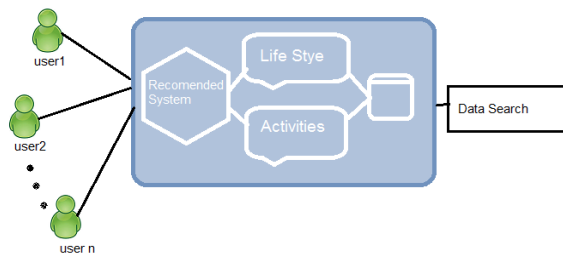 user1
user2
user n
Recomended
System
Life Stye
Activities
Data Search